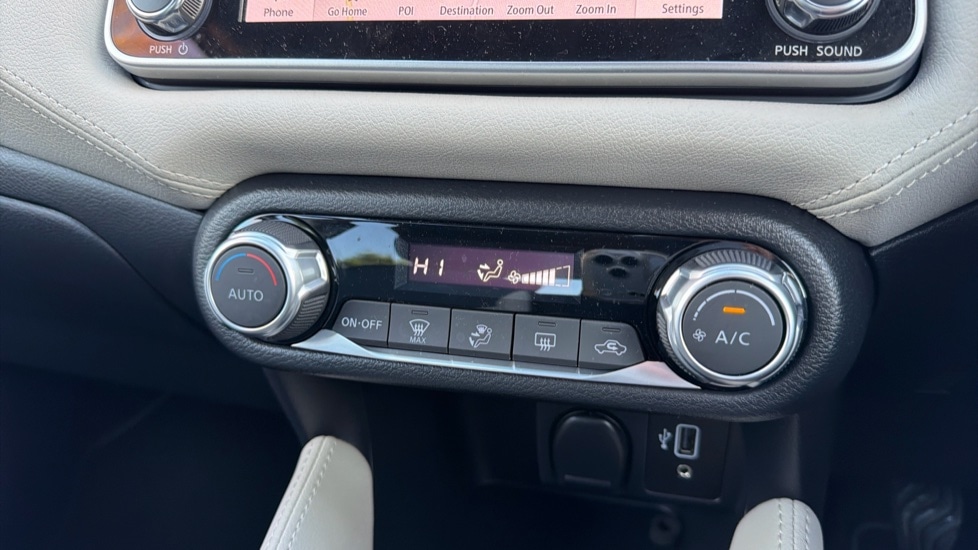 Phone Go Home POI Destination Zoom Out Zoom In Settings
PUSH
PUSH SOUND
HI
AUTO
ON·OFF
MAX
A/C